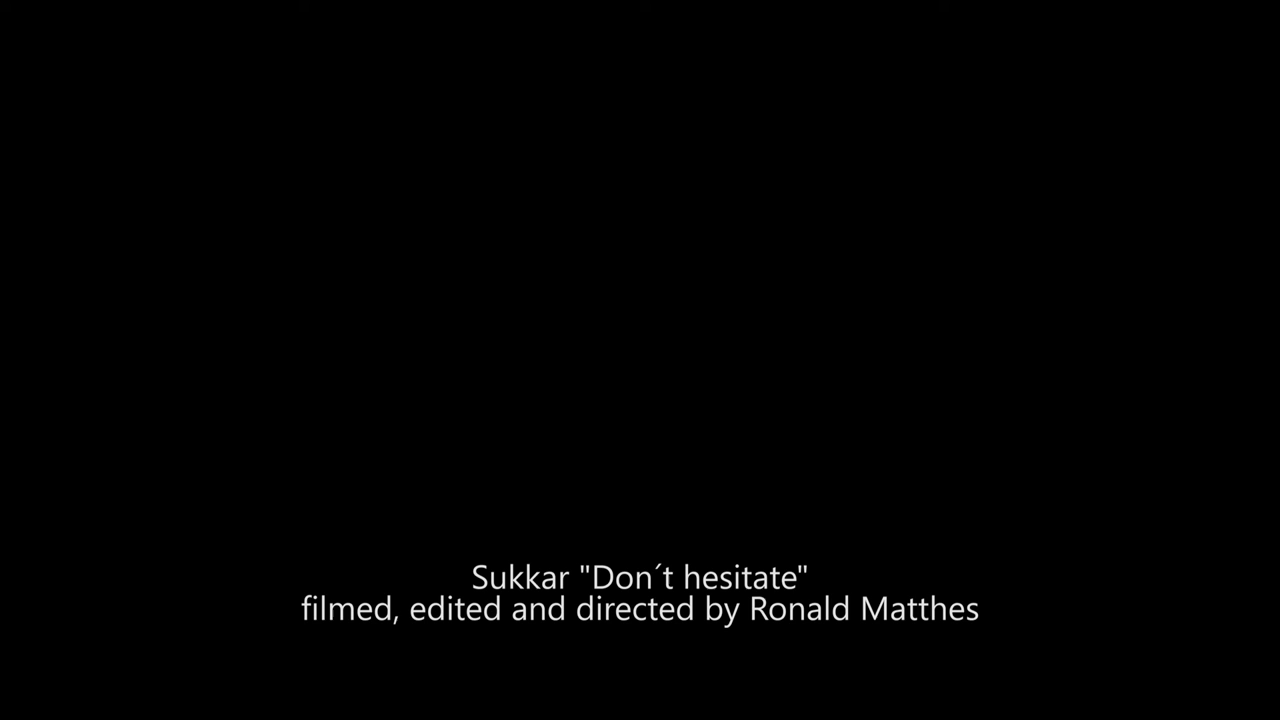 Sukkar "Don´t hesitate"
filmed, edited and directed by Ronald Matthes